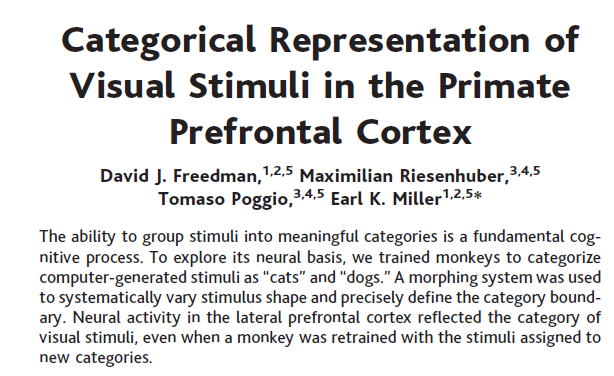 Categorical Representation of
Visual Stimuli in the Primate
Prefrontal Cortex
David J. Freedman,1,2,5 Maximilian Riesenhuber,3,4,5
Tomaso Poggio,3,4,5 Earl K. Miller1,2,5*
The ability to group stimuli into meaningful categories is a fundamental cog-
nitive process. To explore its neural basis, we trained monkeys to categorize
computer-generated stimuli as “cats” and “dogs.” A morphing system was used
to systematically vary stimulus shape and precisely define the category bound-
ary. Neural activity in the lateral prefrontal cortex reflected the category of
visual stimuli, even when a monkey was retrained with the stimuli assigned to
new categories.